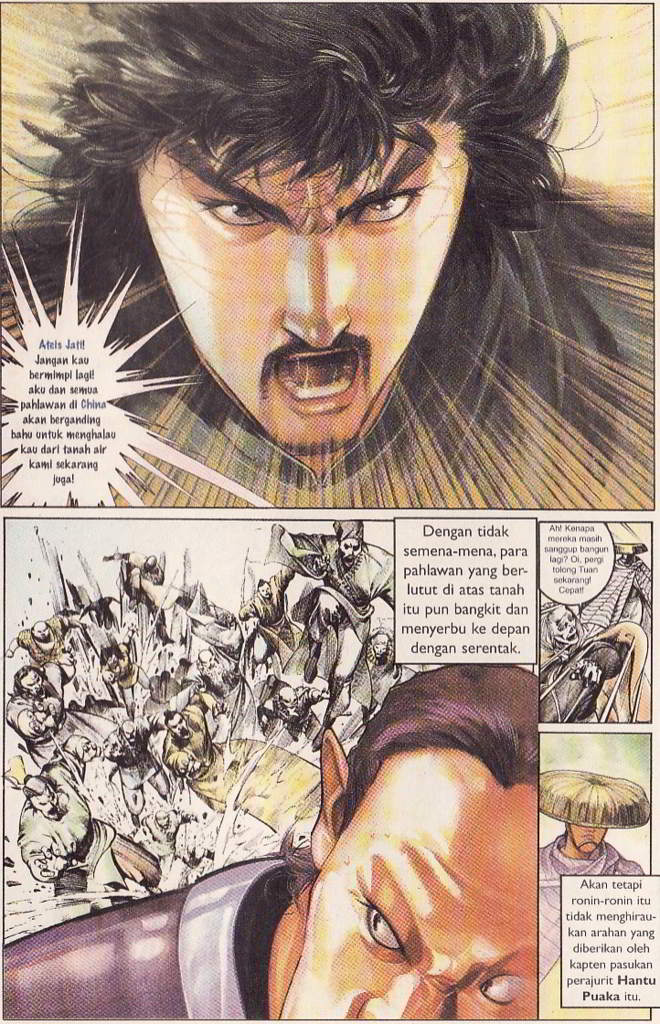 Ateis Jati!
Jangan kau
bermimpi lagi!
aku dan semua
pahlawan di China
akan berganding
bahu untuk menghalau
kau dari tanah air
kami sekarang
juga!
Dengan tidak
semena-mena, para
pahlawan yang ber-
lutut di atas tanah
itu pun bangkit dan
menyerbu ke depan
dengan serentak.
Ah! Kenapa
mereka masih
sanggup bangun
lagi? Oi, pergi
tolong Tuan
sekarang!
Cepat!
Akan tetapi
ronin-ronin itu
tidak menghirau-
kan arahan yang
diberikan oleh
kapten pasukan
perajurit Hantu
Puaka itu.